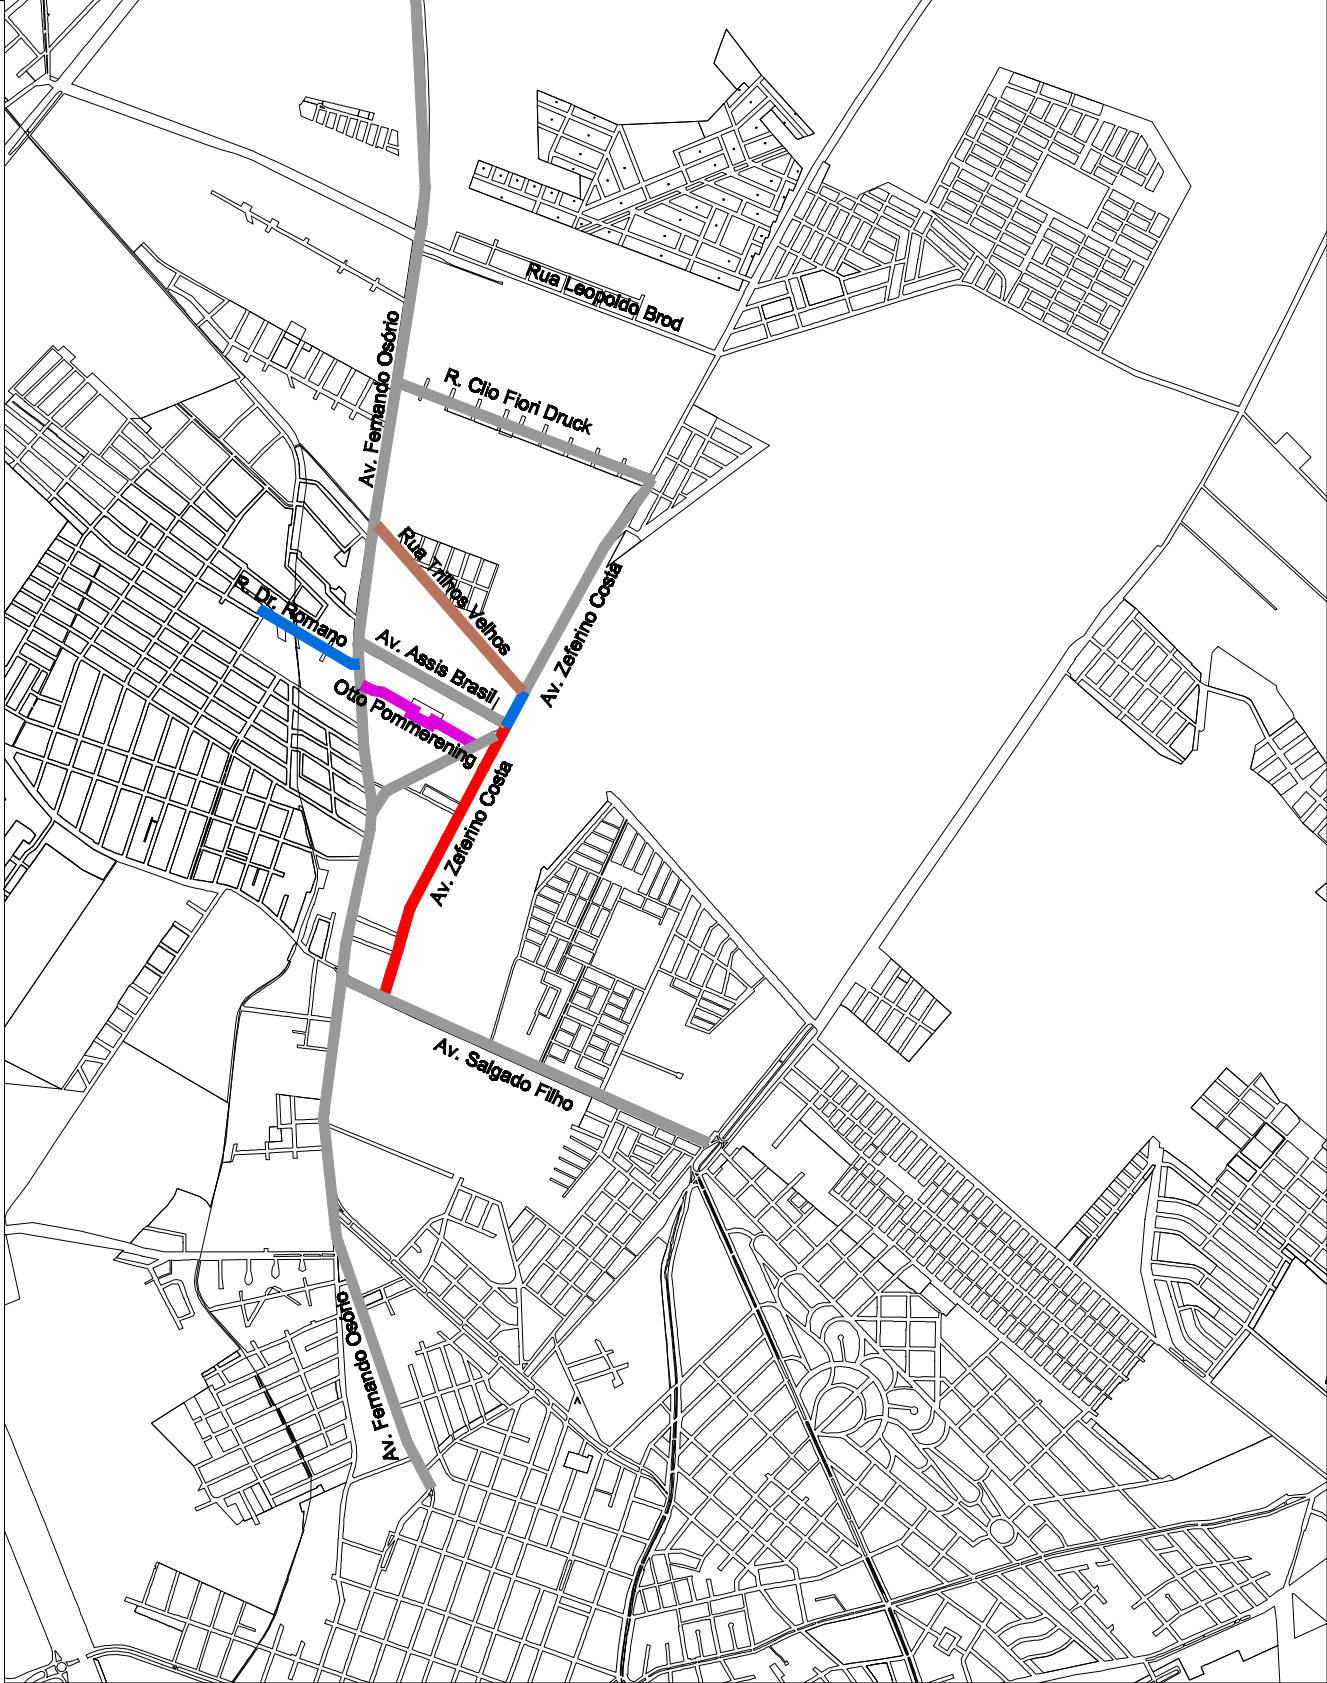 Rua Leopoldo Brod
Av. Fernando Osório
R. Clio Fiori Druck
Rua Trilhos Velhos
R. Dr. Romano
Av. Assis Brasil
Av. Zeferino Costa
Otto Pommerening
Av. Zeferino Costa
Av. Salgado Filho
Av. Fernando Osório